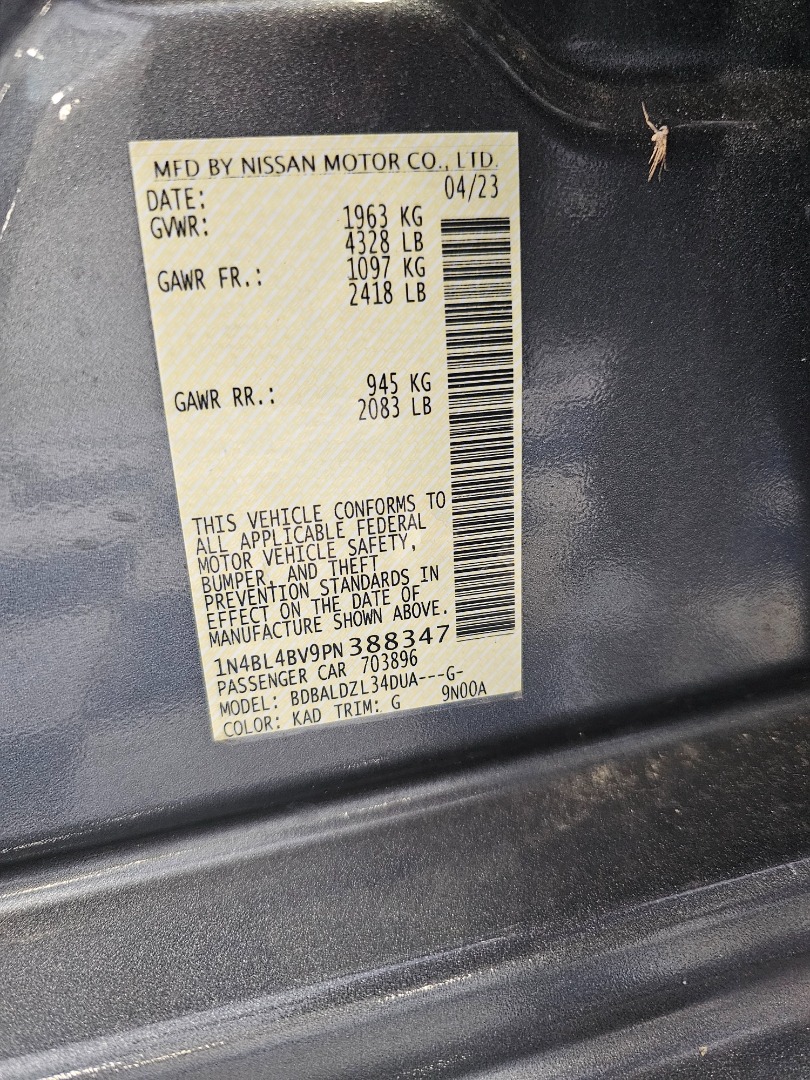 MFD BY NISSAN MOTOR CO., LTD.
DATE: 04/23
GVWR: 1963 KG
4328 LB
GAWR FR.: 1097 KG
2418 LB
GAWR RR.: 945 KG
2083 LB
THIS VEHICLE CONFORMS TO
ALL APPLICABLE FEDERAL
MOTOR VEHICLE SAFETY,
BUMPER, AND THEFT
PREVENTION STANDARDS IN
EFFECT ON THE DATE OF
MANUFACTURE SHOWN ABOVE.
1N4BL4BV9PN388347
PASSENGER CAR 703896
MODEL: BDBALDZL34DUA---G-
COLOR: KAD TRIM: G 9N00A